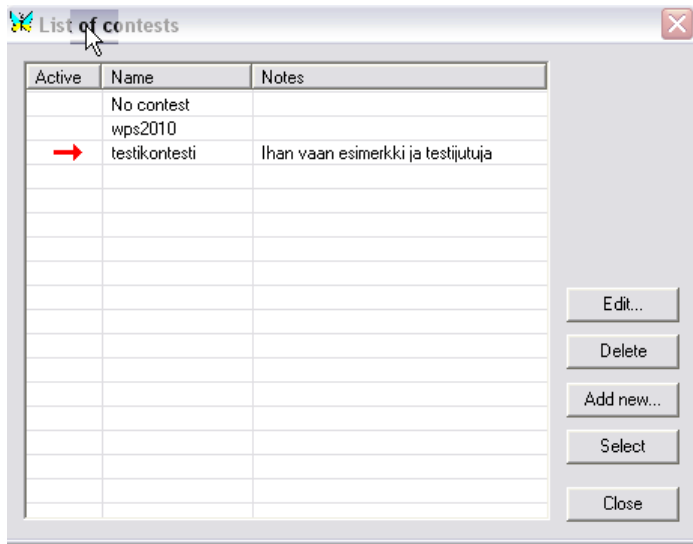 List of contests
Active Name Notes
No contest
wps2010
testikontesti Ihan vaan esimerkki ja testijutuja
Edit...
Delete
Add new...
Select
Close